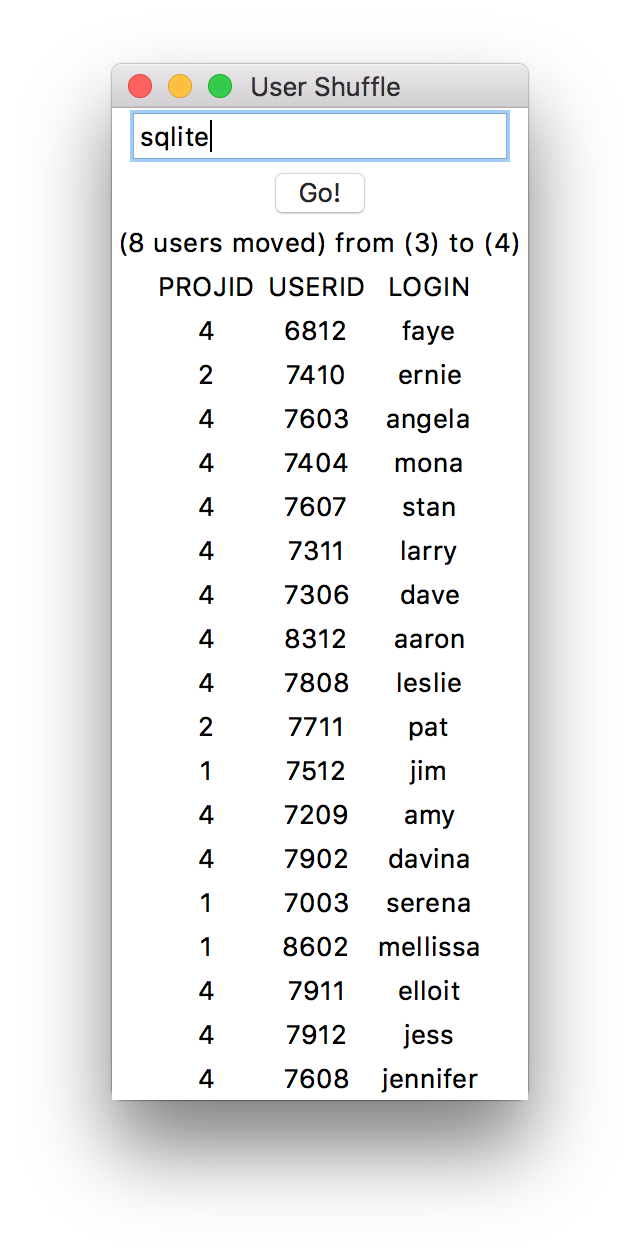 User Shuffle
sqlite
Go!
(8 users moved) from (3) to (4)
PROJID USERID LOGIN
4 6812 faye
2 7410 ernie
4 7603 angela
4 7404 mona
4 7607 stan
4 7311 larry
4 7306 dave
4 8312 aaron
4 7808 leslie
2 7711 pat
1 7512 jim
4 7209 amy
4 7902 davina
1 7003 serena
1 8602 mellissa
4 7911 elloit
4 7912 jess
4 7608 jennifer